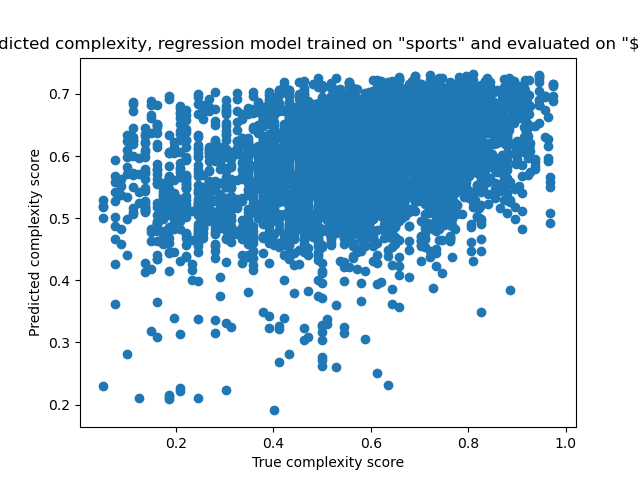 dicted complexity, regression model trained on "sports" and evaluated on "$
Predicted complexity score
0.7
0.6
0.5
0.4
0.3
0.2
0.2 0.4 0.6 0.8 1.0
True complexity score